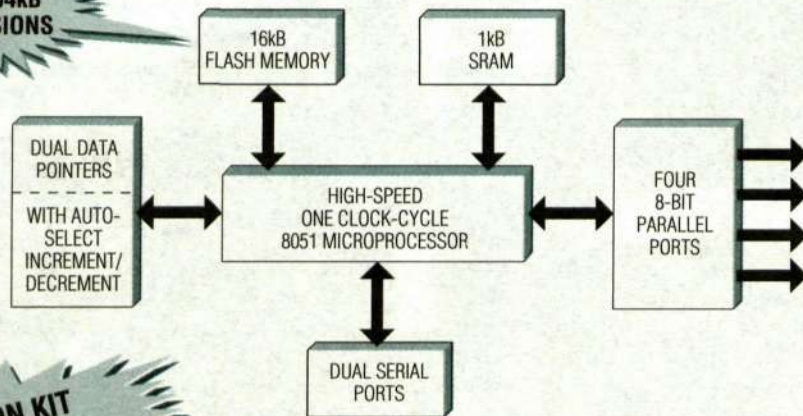 SIONS
16kB
FLASH MEMORY
1kB
SRAM
DUAL DATA
POINTERS
WITH AUTO-
SELECT
INCREMENT/
DECREMENT
HIGH-SPEED
ONE CLOCK-CYCLE
8051 MICROPROCESSOR
FOUR
8-BIT
PARALLEL
PORTS
DUAL SERIAL
PORTS
KIT